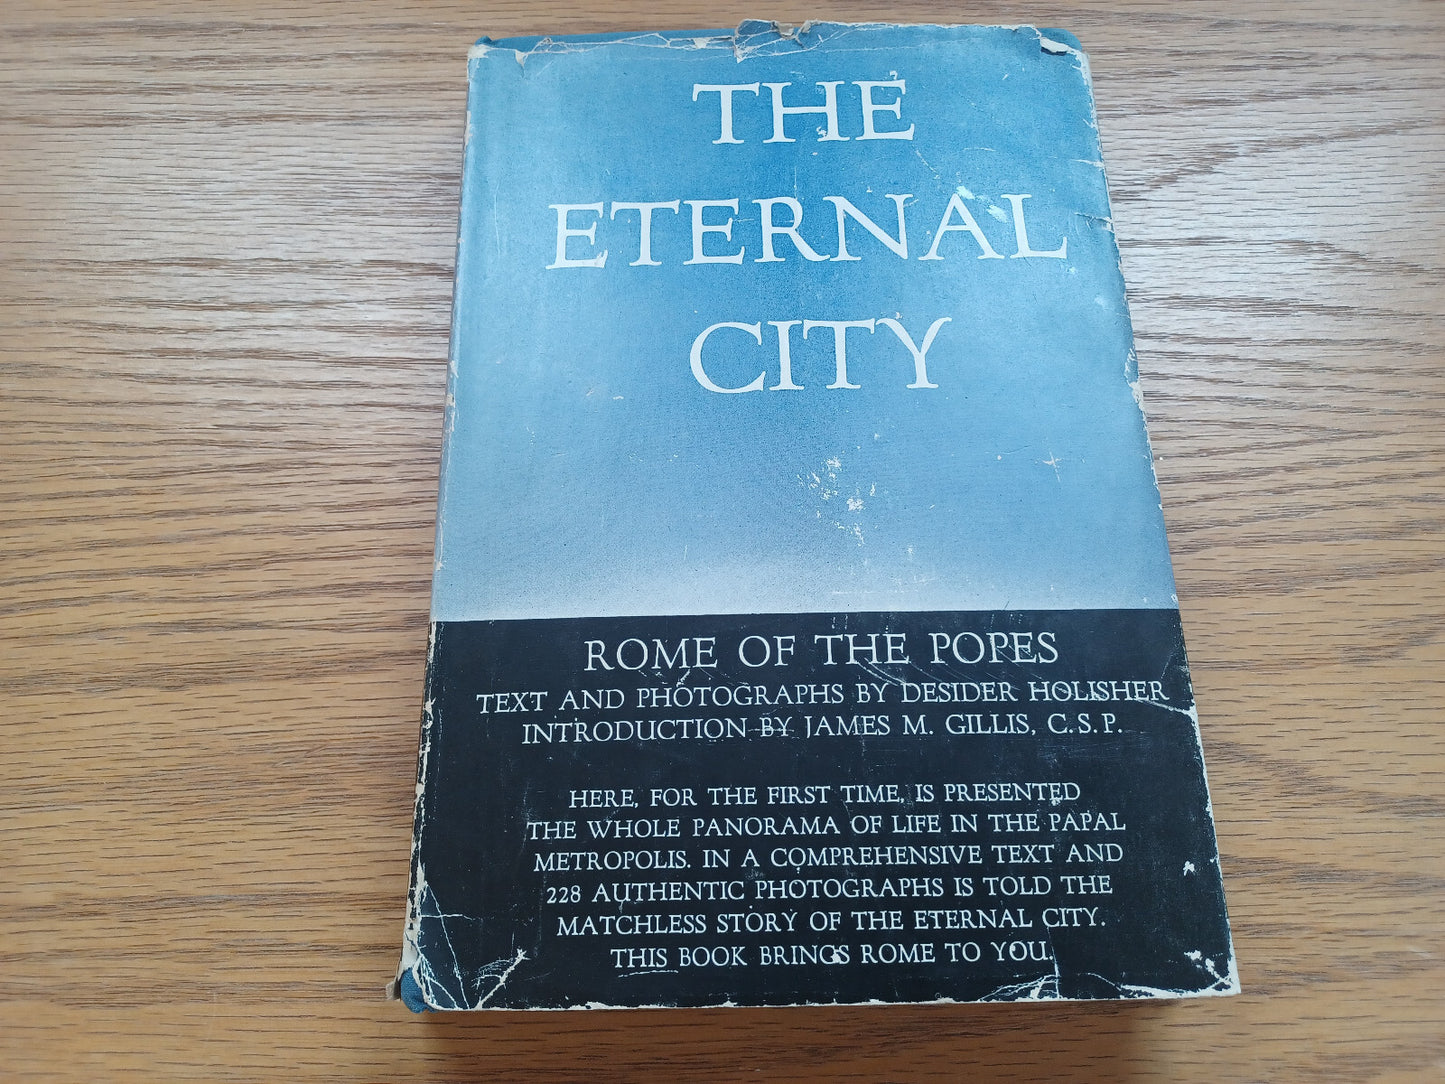 THE
ETERNAL
CITY
ROME OF THE POPES
TEXT AND PHOTOGRAPHS BY DESIDER HOLISHER
INTRODUCTION BY JAMES M. GILLIS, C.S.P.
HERE, FOR THE FIRST TIME, IS PRESENTED
THE WHOLE PANORAMA OF LIFE IN THE PAPAL
METROPOLIS. IN A COMPREHENSIVE TEXT AND
228 AUTHENTIC PHOTOGRAPHS IS TOLD THE
MATCHLESS STORY OF THE ETERNAL CITY.
THIS BOOK BRINGS ROME TO YOU.